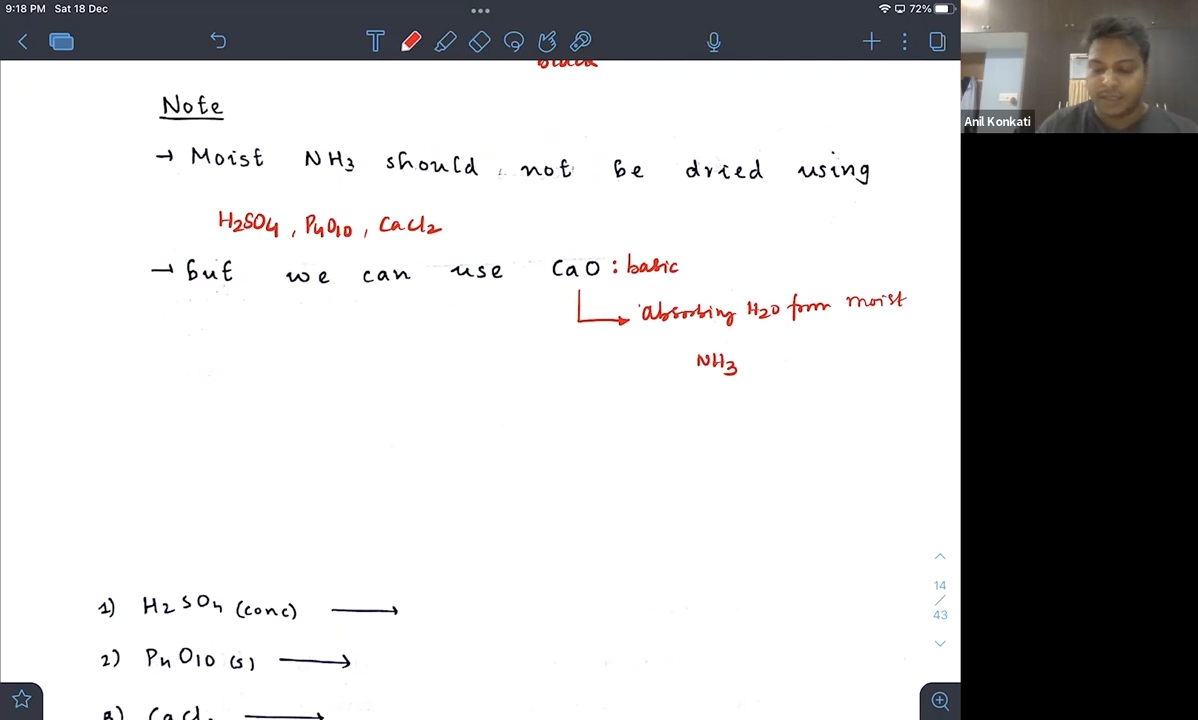 9:18 PM Sat 18 Dec
72%
Anil Konkati
Note
→ Moist NH3 should not be dried using
H2SO4, P4O10, CaCl2
→ but we can use CaO : basic
absorbing H2O from moist
NH3
14
/
43
1) H2SO4 (conc) →
2) P4O10 (s) →
3) CaCl2 →